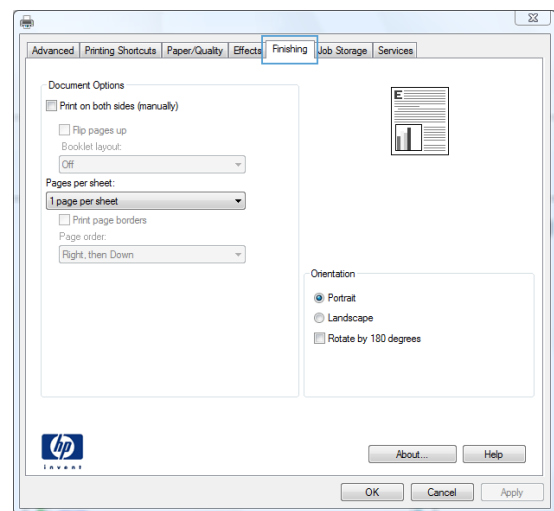 Advanced Printing Shortcuts Paper/Quality Effects Finishing Job Storage Services
Document Options
Print on both sides (manually)
Flip pages up
Booklet layout:
Off
Pages per sheet:
1 page per sheet
Print page borders
Page order:
Right, then Down
E
Orientation
Portrait
Landscape
Rotate by 180 degrees
hp
invent
About... Help
OK Cancel Apply